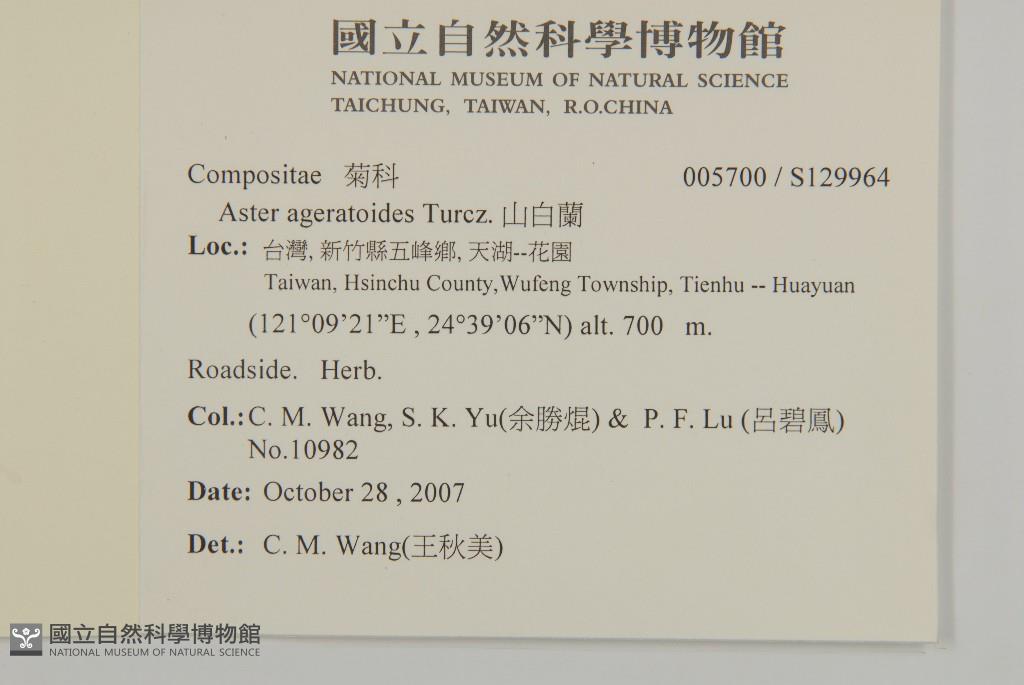 國立自然科學博物館
NATIONAL MUSEUM OF NATURAL SCIENCE
TAICHUNG, TAIWAN, R.O.CHINA
Compositae 菊科 005700 / S129964
Aster ageratoides Turcz. 山白蘭
Loc.: 台灣, 新竹縣五峰鄉, 天湖--花園
Taiwan, Hsinchu County,Wufeng Township, Tienhu -- Huayuan
(121°09’21”E , 24°39’06”N) alt. 700 m.
Roadside. Herb.
Col.: C. M. Wang, S. K. Yu(余勝焜) & P. F. Lu (呂碧鳳)
No.10982
Date: October 28 , 2007
Det.: C. M. Wang(王秋美)
國立自然科學博物館
NATIONAL MUSEUM OF NATURAL SCIENCE